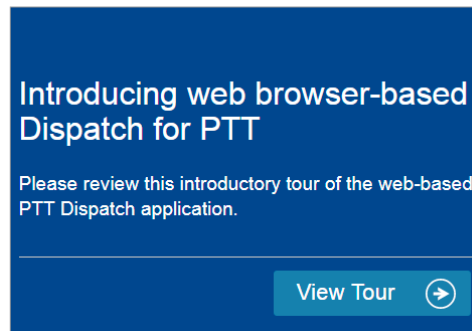 Introducing web browser-based
Dispatch for PTT
Please review this introductory tour of the web-based
PTT Dispatch application.
View Tour